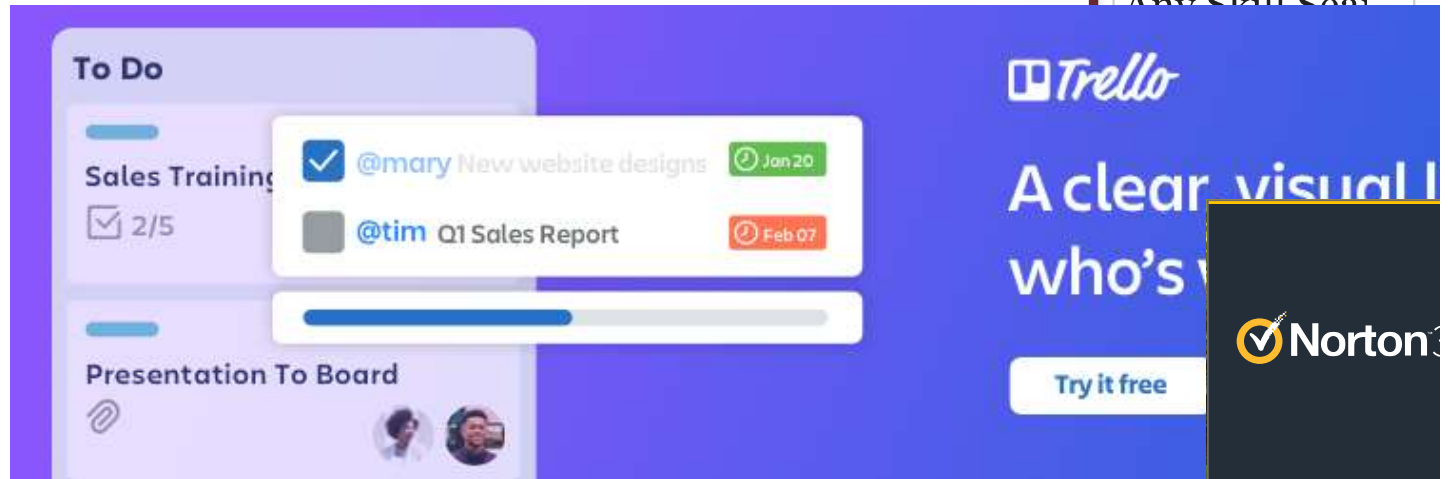 To Do
Sales Training
2/5
@mary New website designs
Jan 20
@tim Q1 Sales Report
Feb 07
Presentation To Board
Trello
A clear, visual
who's
Try it free
Norton